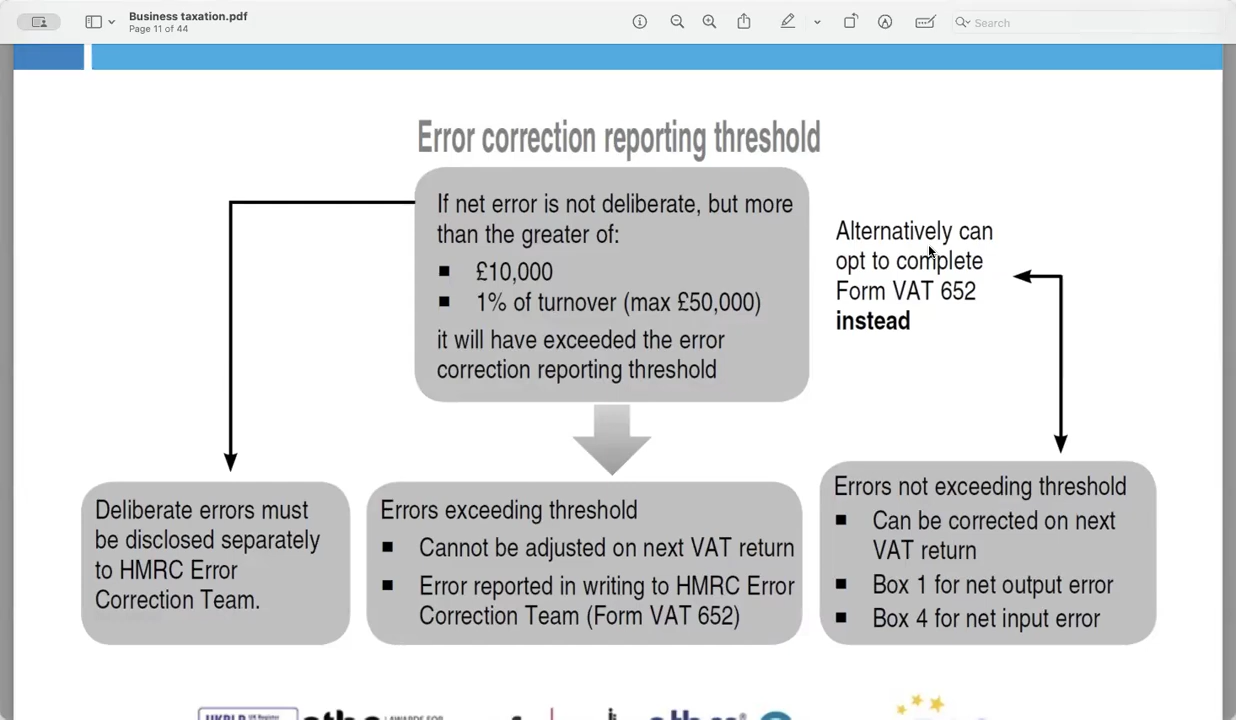 Business taxation.pdf
Page 11 of 44
Search
Error correction reporting threshold
If net error is not deliberate, but more
than the greater of:
■ £10,000
■ 1% of turnover (max £50,000)
it will have exceeded the error
correction reporting threshold
Alternatively can
opt to complete
Form VAT 652
instead
Deliberate errors must
be disclosed separately
to HMRC Error
Correction Team.
Errors exceeding threshold
■ Cannot be adjusted on next VAT return
■ Error reported in writing to HMRC Error
Correction Team (Form VAT 652)
Errors not exceeding threshold
■ Can be corrected on next
VAT return
■ Box 1 for net output error
■ Box 4 for net input error